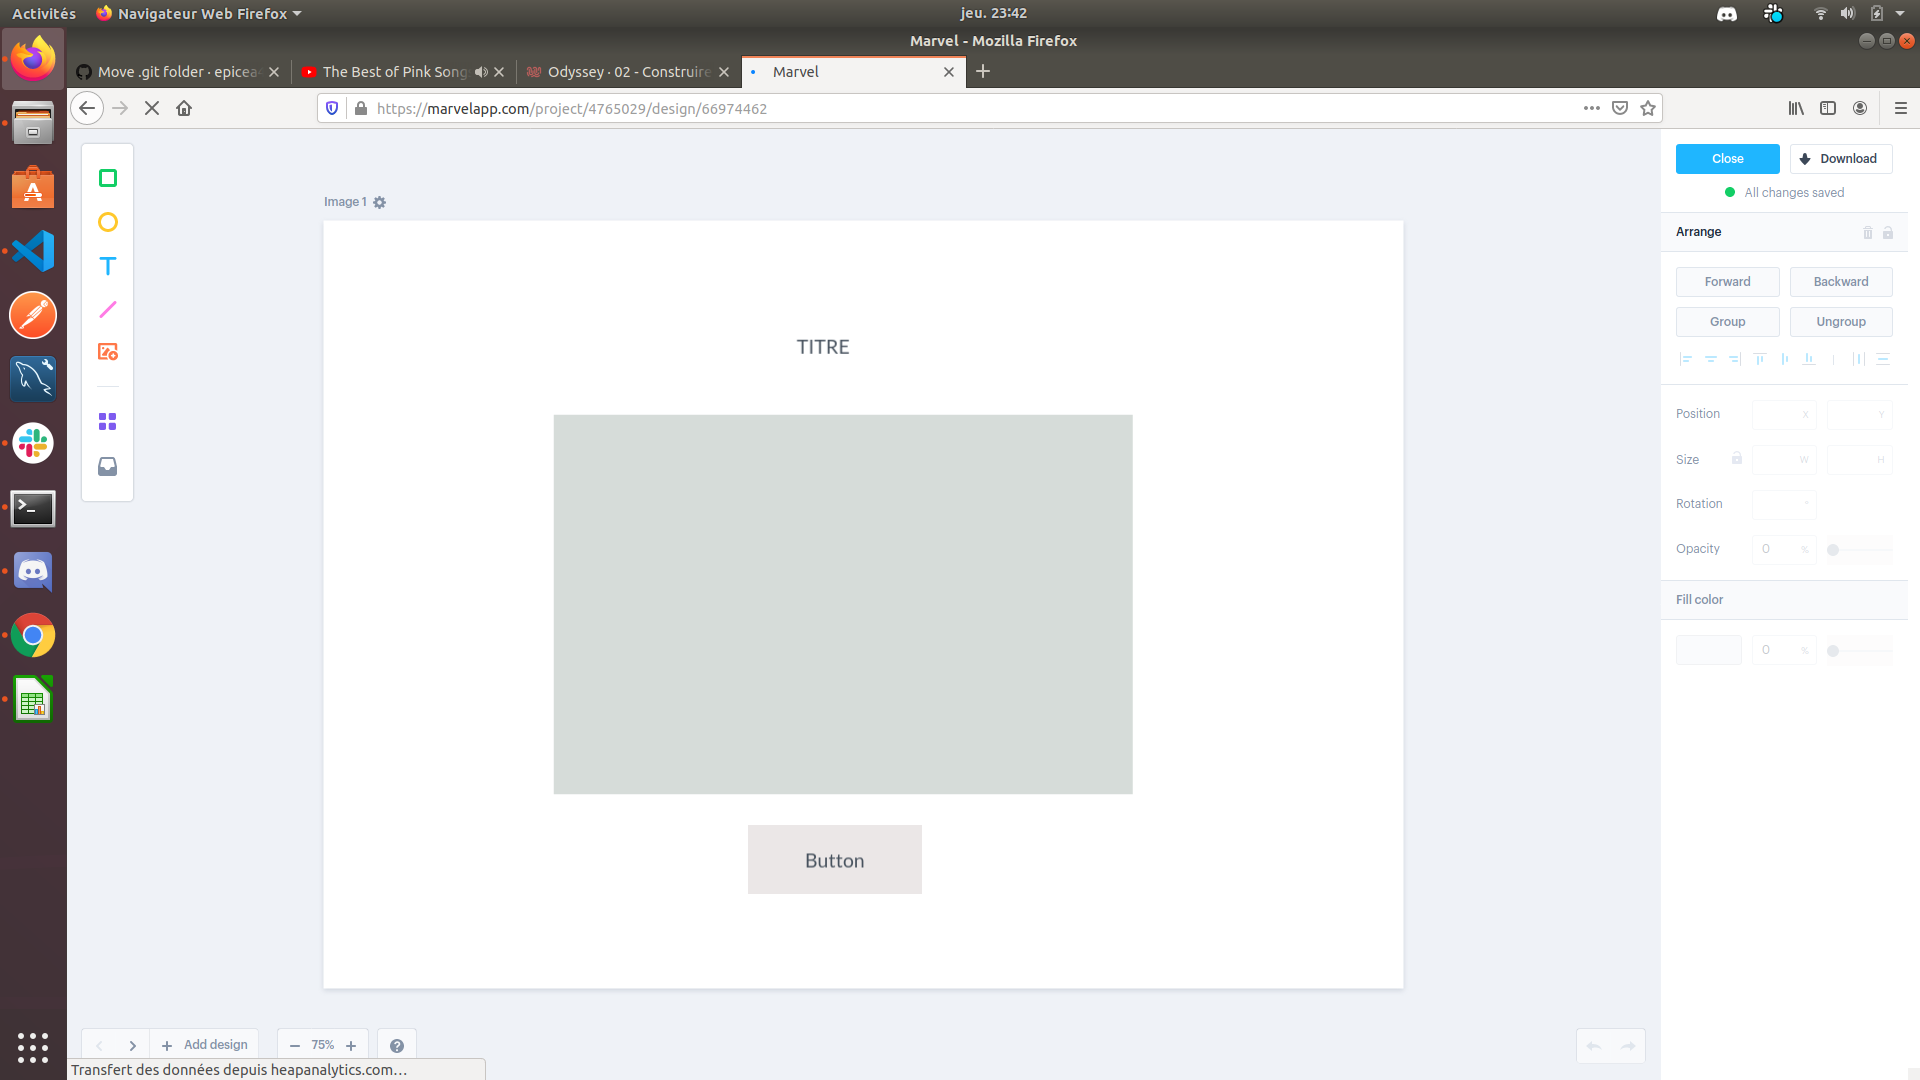 Activités
Navigateur Web Firefox
jeu. 23:42
Marvel - Mozilla Firefox
Move .git folder · epicea
The Best of Pink Song
Odyssey · 02 - Construire
Marvel
https://marvelapp.com/project/4765029/design/66974462
Close
Download
All changes saved
Image 1
Arrange
Forward
Backward
Group
Ungroup
TITRE
Position
X
Y
Size
W
H
Rotation
°
Opacity
0
%
Fill color
0
%
Button
Add design
75%
Transfert des données depuis heapanalytics.com…